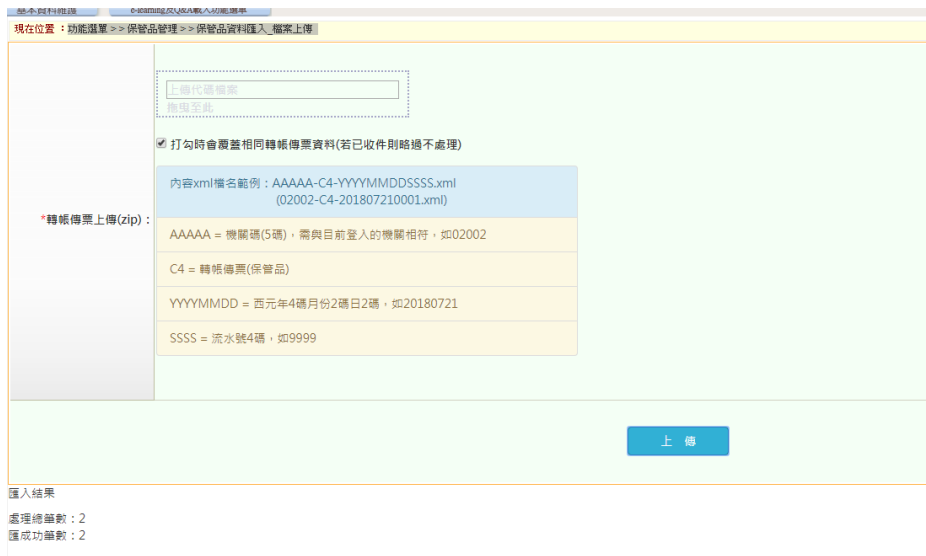 基本資料維護 e-learning及Q&A載入功能選單
現在位置 ：功能選單 >> 保管品管理 >> 保管品資料匯入_檔案上傳
上傳代碼檔案
拖曳至此
打勾時會覆蓋相同轉帳傳票資料(若已收件則略過不處理)
內容xml檔名範例：AAAAA-C4-YYYYMMDDSSSS.xml
(02002-C4-201807210001.xml)
*轉帳傳票上傳(zip)：
AAAAA = 機關碼(5碼)，需與目前登入的機關相符，如02002
C4 = 轉帳傳票(保管品)
YYYYMMDD = 西元年4碼月份2碼日2碼，如20180721
SSSS = 流水號4碼，如9999
上 傳
匯入結果
處理總筆數：2
匯成功筆數：2